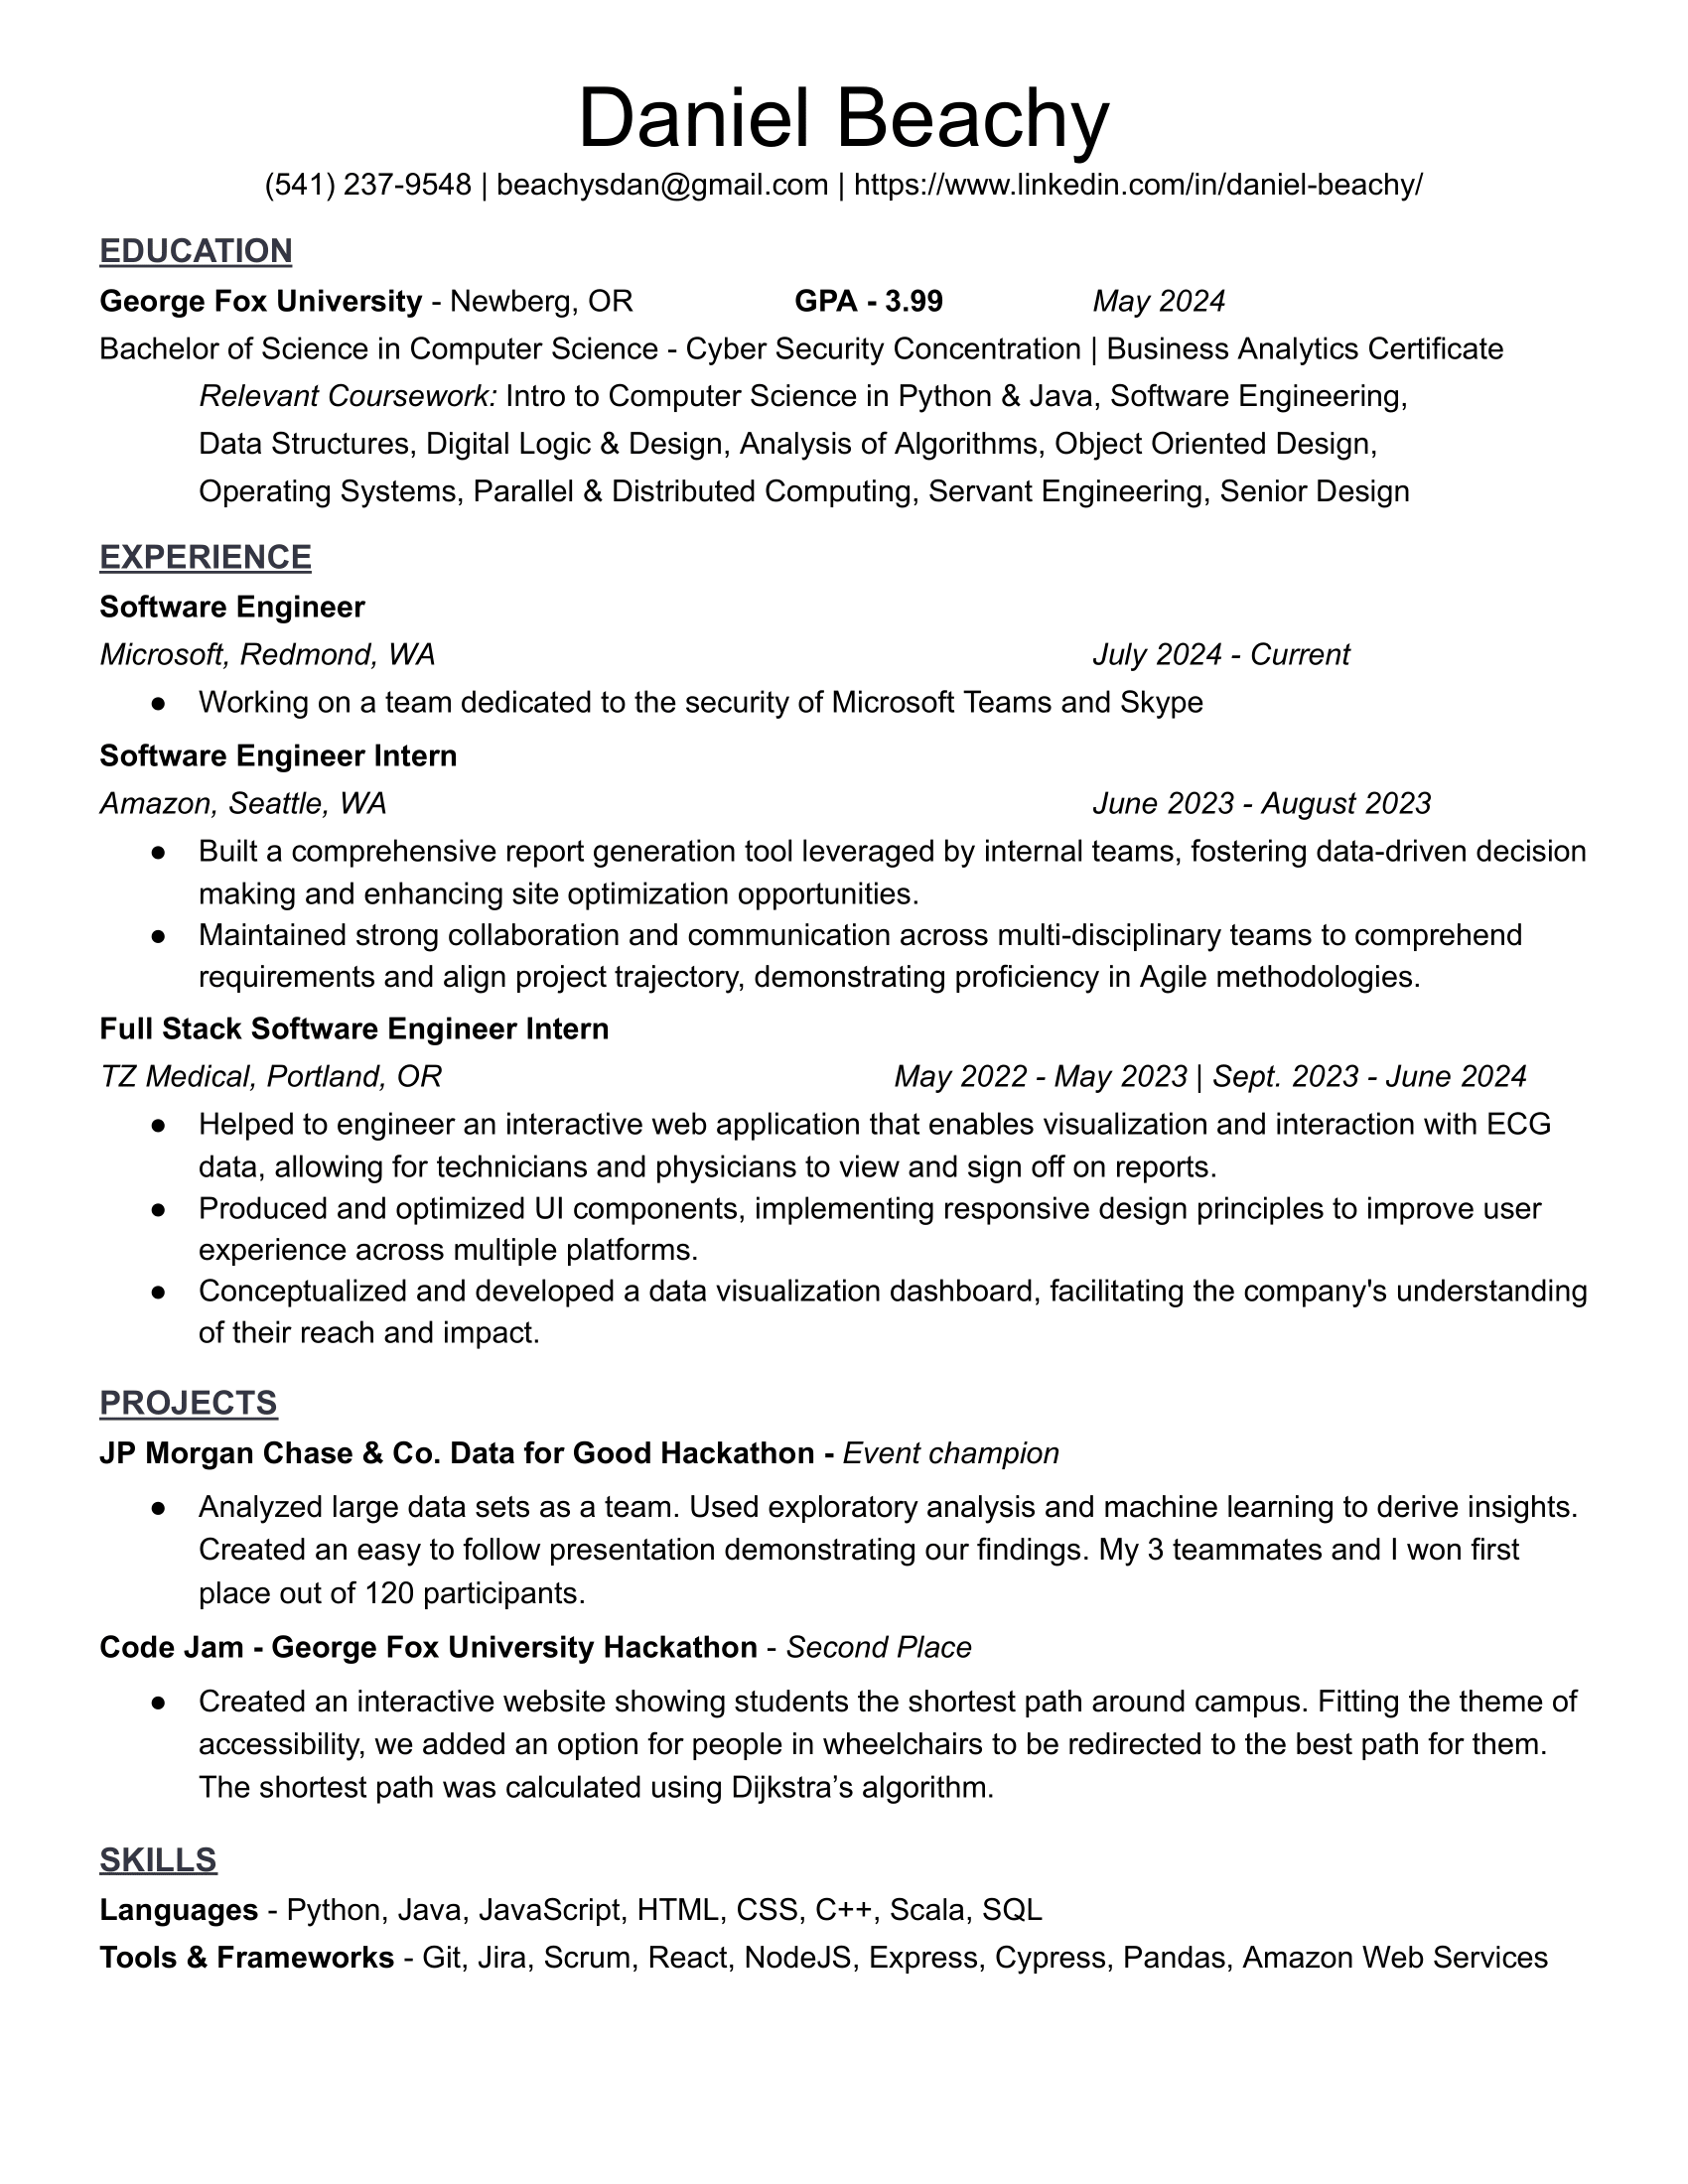 Daniel Beachy
(541) 237-9548 | beachysdan@gmail.com | https://www.linkedin.com/in/daniel-beachy/
EDUCATION
George Fox University - Newberg, OR GPA - 3.99 May 2024
Bachelor of Science in Computer Science - Cyber Security Concentration | Business Analytics Certificate
Relevant Coursework: Intro to Computer Science in Python & Java, Software Engineering,
Data Structures, Digital Logic & Design, Analysis of Algorithms, Object Oriented Design,
Operating Systems, Parallel & Distributed Computing, Servant Engineering, Senior Design
EXPERIENCE
Software Engineer
Microsoft, Redmond, WA July 2024 - Current
● Working on a team dedicated to the security of Microsoft Teams and Skype
Software Engineer Intern
Amazon, Seattle, WA June 2023 - August 2023
● Built a comprehensive report generation tool leveraged by internal teams, fostering data-driven decision
making and enhancing site optimization opportunities.
● Maintained strong collaboration and communication across multi-disciplinary teams to comprehend
requirements and align project trajectory, demonstrating proficiency in Agile methodologies.
Full Stack Software Engineer Intern
TZ Medical, Portland, OR May 2022 - May 2023 | Sept. 2023 - June 2024
● Helped to engineer an interactive web application that enables visualization and interaction with ECG
data, allowing for technicians and physicians to view and sign off on reports.
● Produced and optimized UI components, implementing responsive design principles to improve user
experience across multiple platforms.
● Conceptualized and developed a data visualization dashboard, facilitating the company's understanding
of their reach and impact.
PROJECTS
JP Morgan Chase & Co. Data for Good Hackathon - Event champion
● Analyzed large data sets as a team. Used exploratory analysis and machine learning to derive insights.
Created an easy to follow presentation demonstrating our findings. My 3 teammates and I won first
place out of 120 participants.
Code Jam - George Fox University Hackathon - Second Place
● Created an interactive website showing students the shortest path around campus. Fitting the theme of
accessibility, we added an option for people in wheelchairs to be redirected to the best path for them.
The shortest path was calculated using Dijkstra’s algorithm.
SKILLS
Languages - Python, Java, JavaScript, HTML, CSS, C++, Scala, SQL
Tools & Frameworks - Git, Jira, Scrum, React, NodeJS, Express, Cypress, Pandas, Amazon Web Services